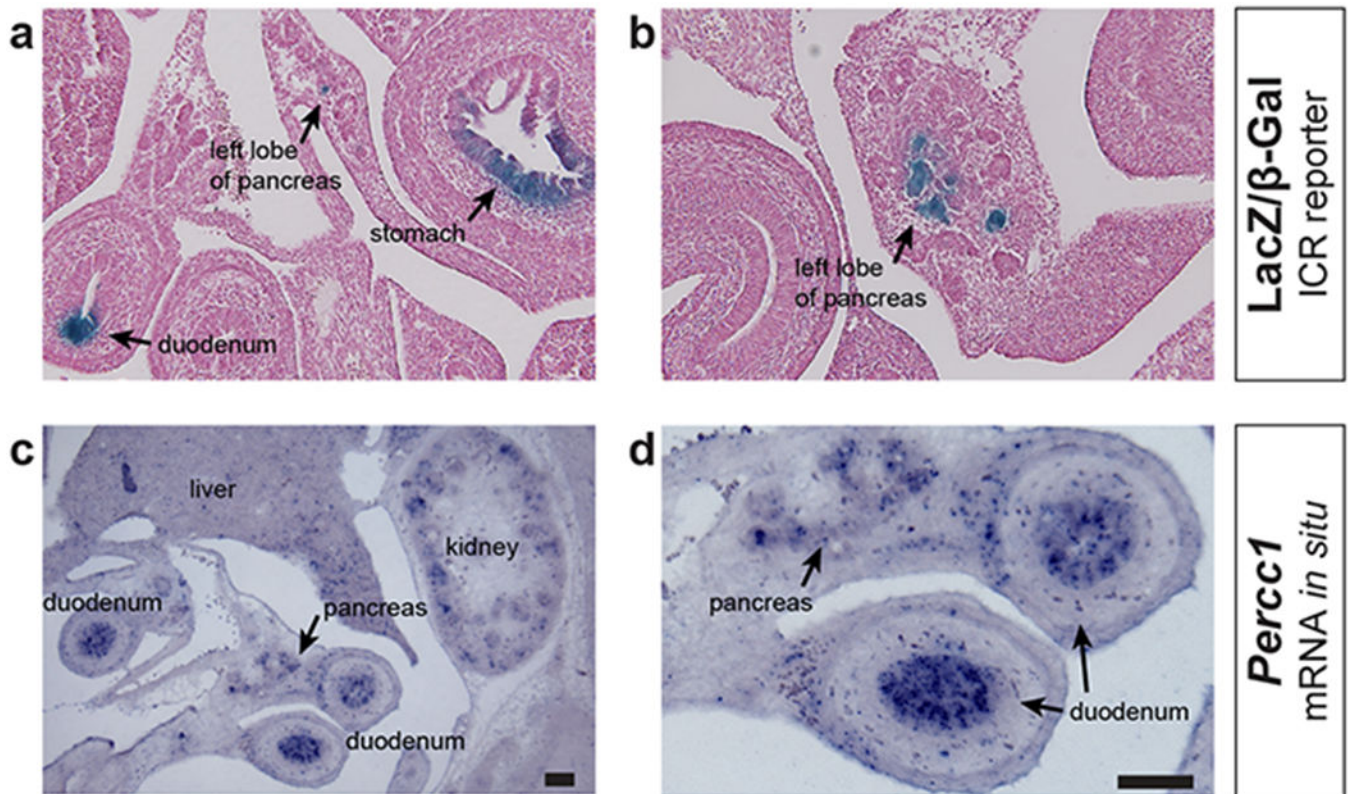 a
left lobe
of pancreas
stomach
duodenum
b
left lobe
of pancreas
LacZ/β-Gal
ICR reporter
c
liver
kidney
duodenum
pancreas
duodenum
d
pancreas
duodenum
Percc1
mRNA in situ